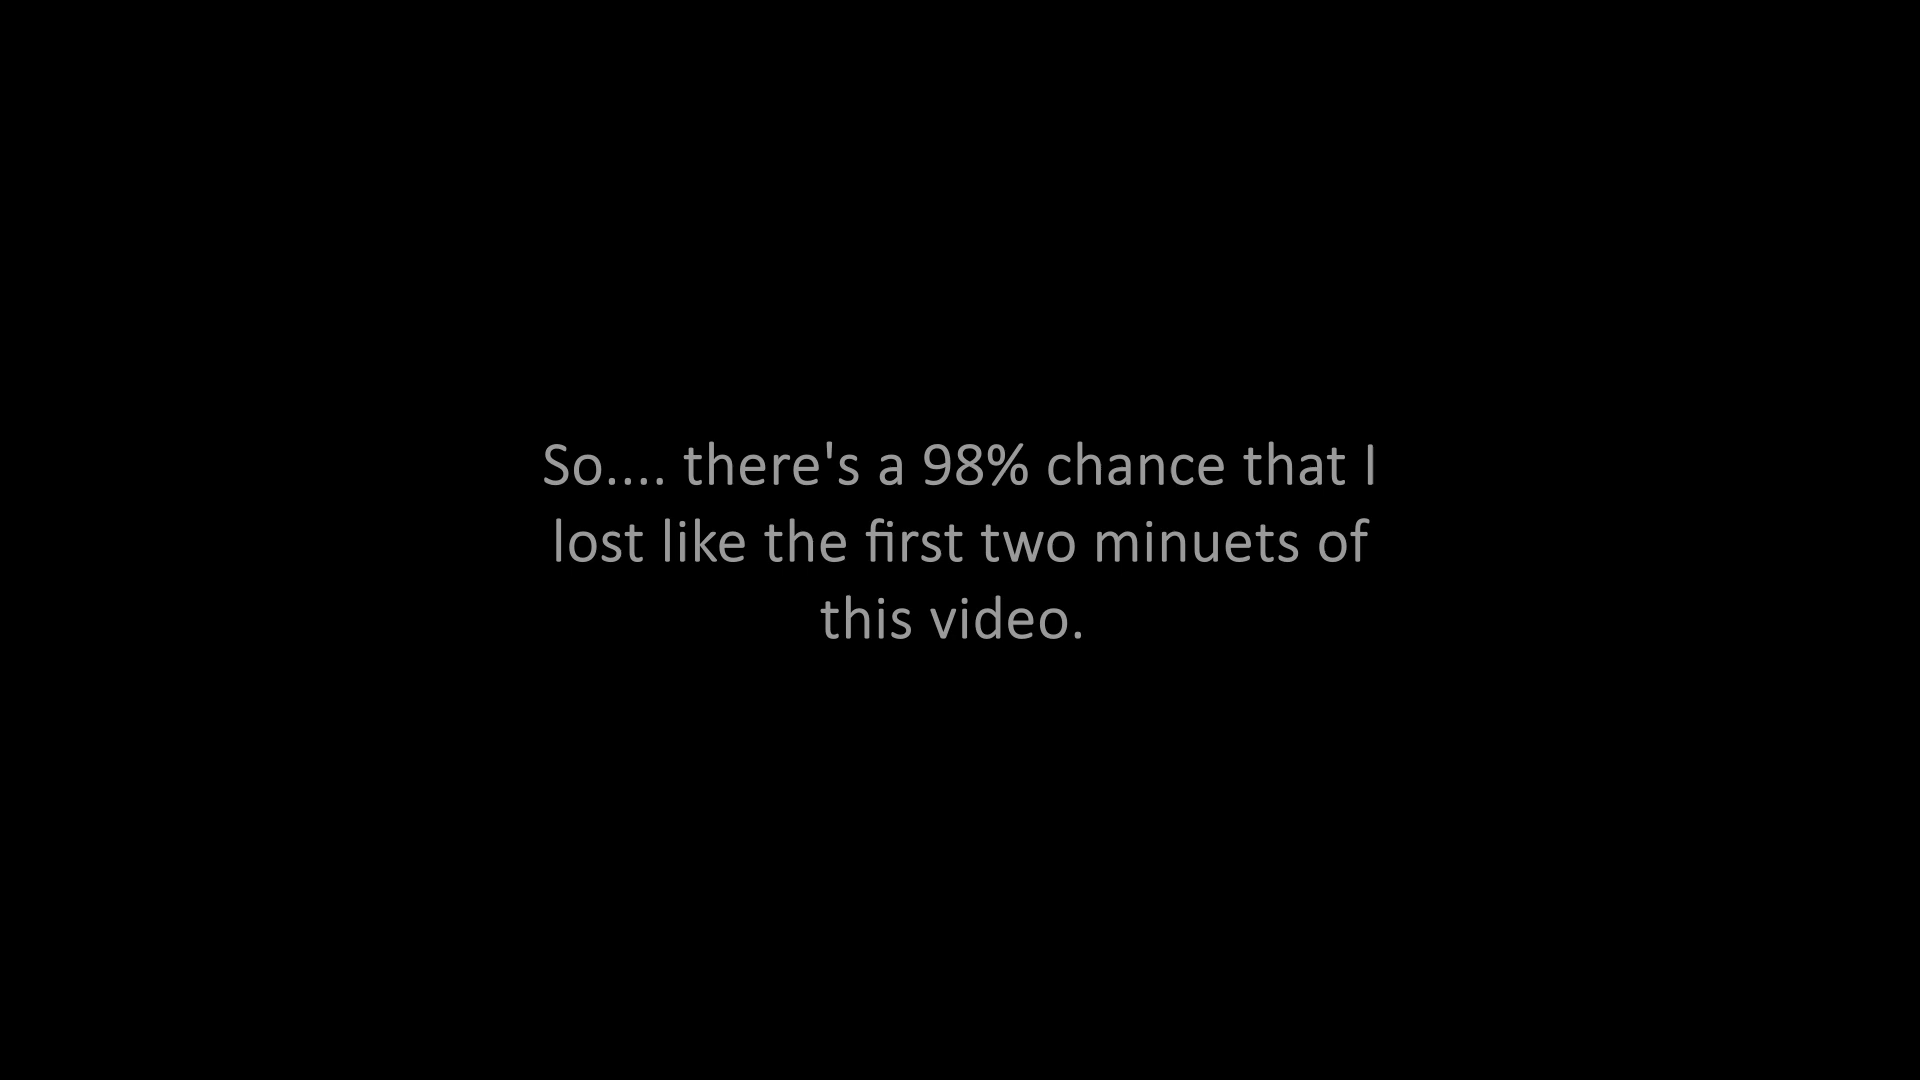 So.... there's a 98% chance that I
lost like the first two minuets of
this video.